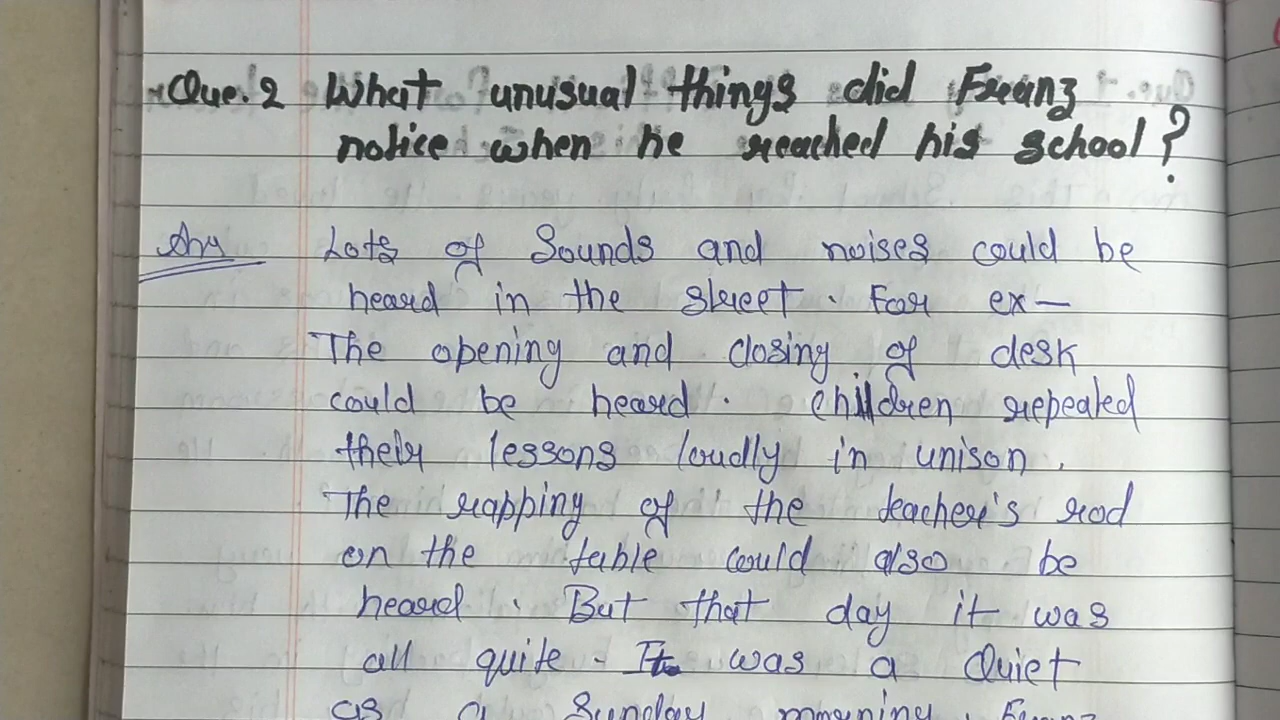 Que.2 What unusual things did Franz
notice when he reached his school?
Ans Lots of Sounds and noises could be
heard in the street. For ex—
The opening and closing of desk
could be heard. children repeated
their lessons loudly in unison.
The rapping of the teacher's rod
on the table could also be
heard. But that day it was
all quite. It was a Quiet
as a Sunday morning. Franz